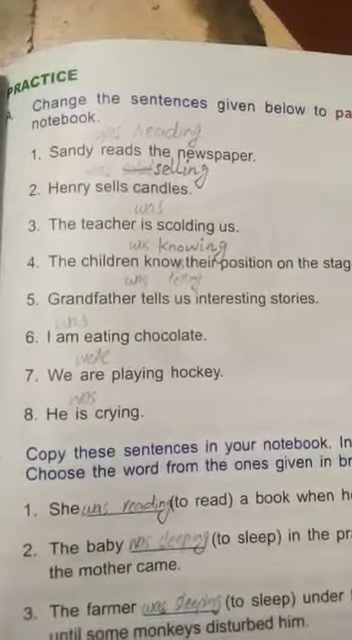 PRACTICE
A. Change the sentences given below to pa
notebook.
was reading
1. Sandy reads the newspaper.
was selling
2. Henry sells candles.
was
3. The teacher is scolding us.
was knowing
4. The children know their position on the stag
was telling
5. Grandfather tells us interesting stories.
was
6. I am eating chocolate.
were
7. We are playing hockey.
was
8. He is crying.
Copy these sentences in your notebook. In
Choose the word from the ones given in br
1. She was reading (to read) a book when h
2. The baby was sleeping (to sleep) in the pr
the mother came.
3. The farmer was sleeping (to sleep) under
until some monkeys disturbed him.